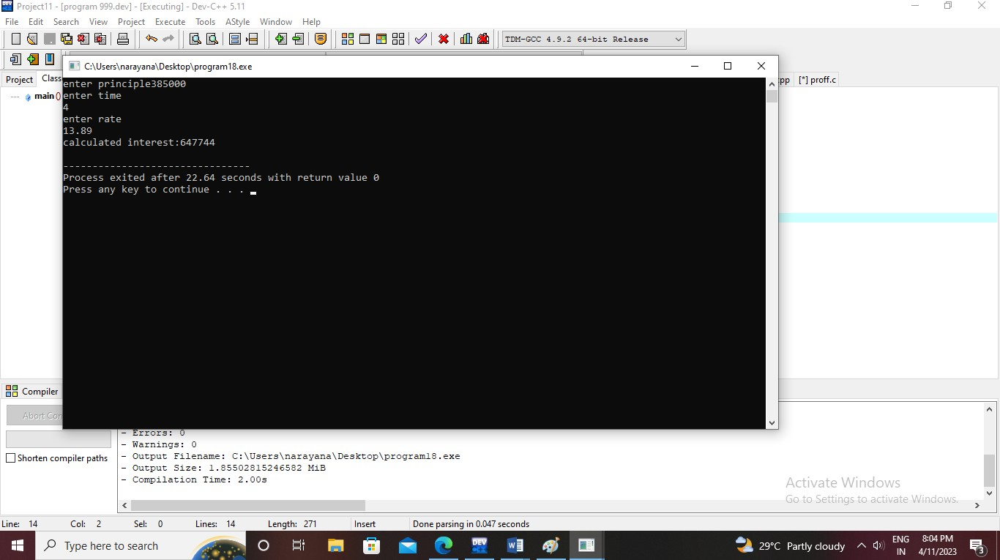 Project11 - [program 999.dev] - [Executing] - Dev-C++ 5.11
File Edit Search View Project Execute Tools AStyle Window Help
TDM-GCC 4.9.2 64-bit Release
C:\Users\narayana\Desktop\program18.exe
Project Class
pp [*] proff.c
main ()
enter principle385000
enter time
4
enter rate
13.89
calculated interest:647744
--------------------------------
Process exited after 22.64 seconds with return value 0
Press any key to continue . . .
Compiler
Abort Con
Shorten compiler paths
- Errors: 0
- Warnings: 0
- Output Filename: C:\Users\narayana\Desktop\program18.exe
- Output Size: 1.85502815246582 MiB
- Compilation Time: 2.00s
Activate Windows
Go to Settings to activate Windows.
Line: 14 Col: 2 Sel: 0 Lines: 14 Length: 271 Insert Done parsing in 0.047 seconds
Type here to search
DEV
29°C Partly cloudy
ENG
IN
8:04 PM
4/11/2023
3